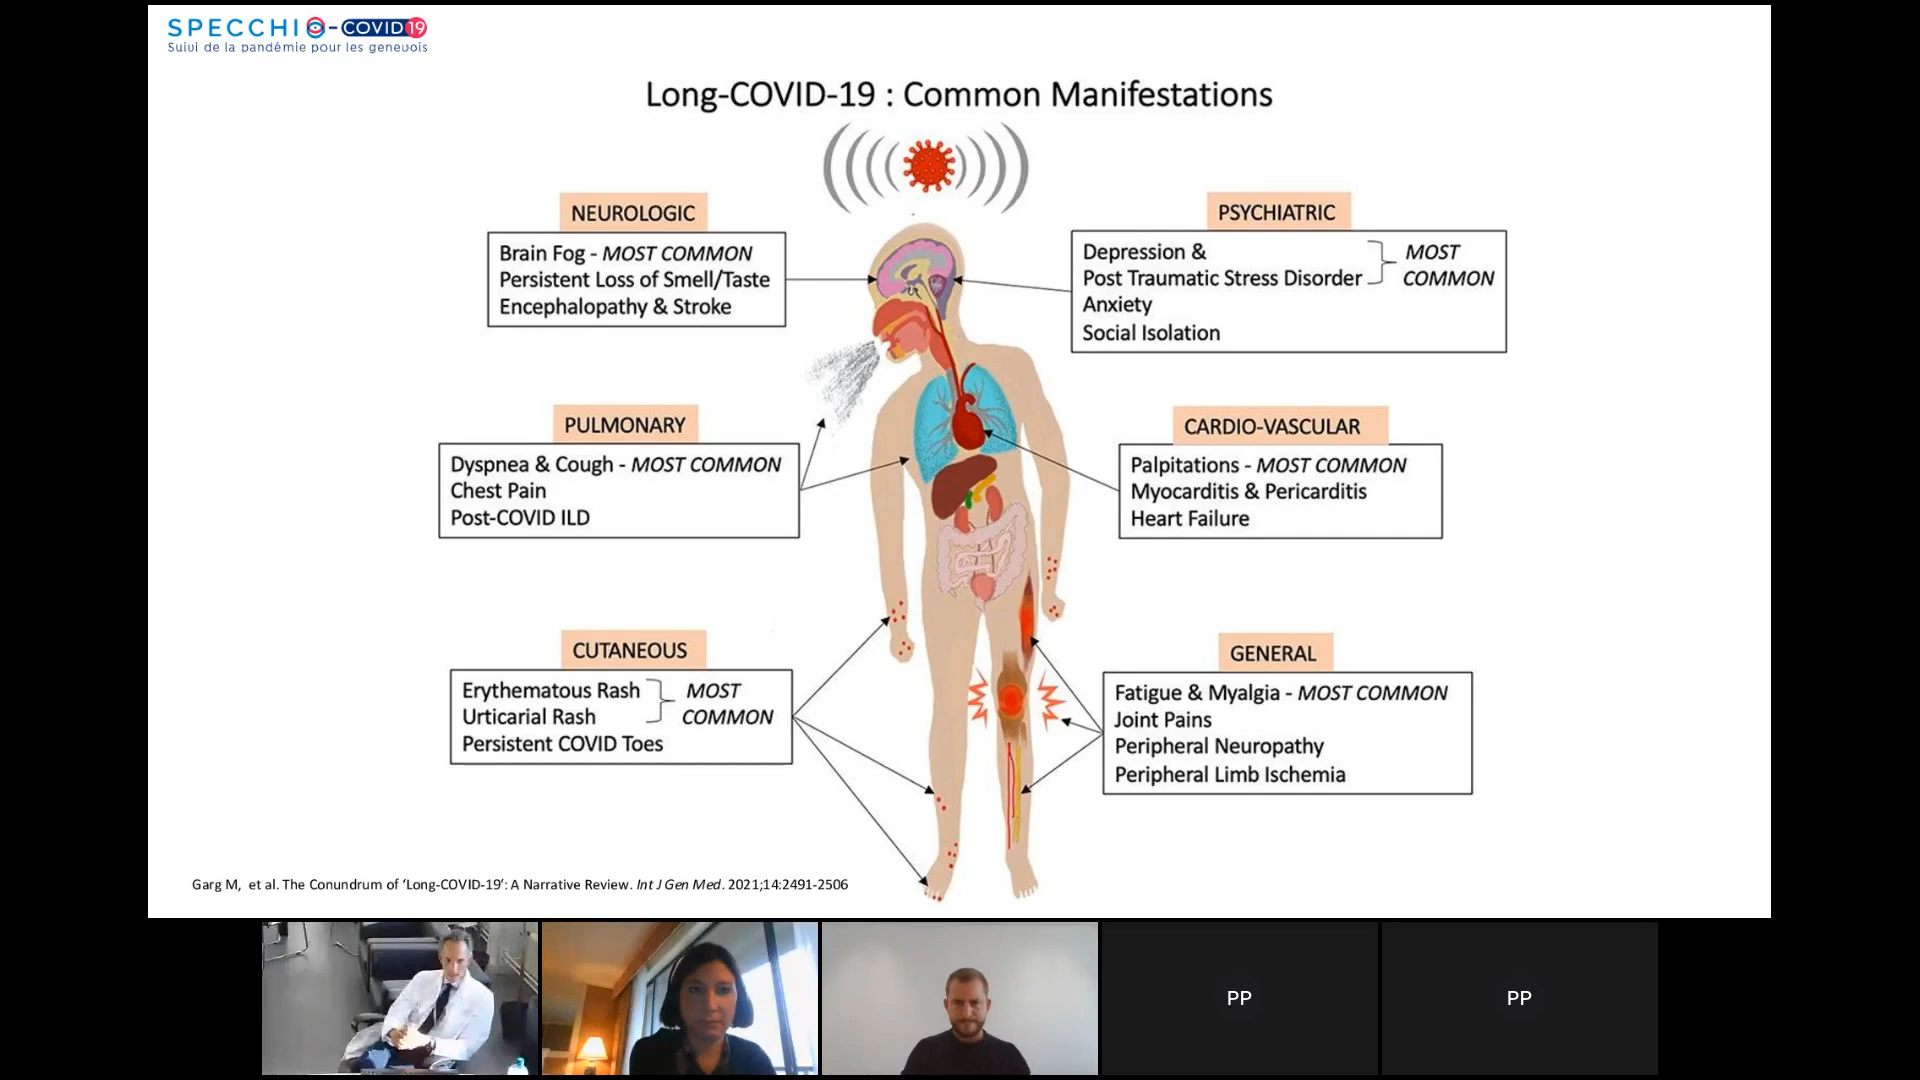 SPECCHIO-COVID19
Suivi de la pandémie pour les genevois
Long-COVID-19 : Common Manifestations
NEUROLOGIC
Brain Fog - MOST COMMON
Persistent Loss of Smell/Taste
Encephalopathy & Stroke
PSYCHIATRIC
Depression &
Post Traumatic Stress Disorder
MOST
COMMON
Anxiety
Social Isolation
PULMONARY
Dyspnea & Cough - MOST COMMON
Chest Pain
Post-COVID ILD
CARDIO-VASCULAR
Palpitations - MOST COMMON
Myocarditis & Pericarditis
Heart Failure
CUTANEOUS
Erythematous Rash
Urticarial Rash
MOST
COMMON
Persistent COVID Toes
GENERAL
Fatigue & Myalgia - MOST COMMON
Joint Pains
Peripheral Neuropathy
Peripheral Limb Ischemia
Garg M, et al. The Conundrum of ‘Long-COVID-19’: A Narrative Review. Int J Gen Med. 2021;14:2491-2506
PP
PP